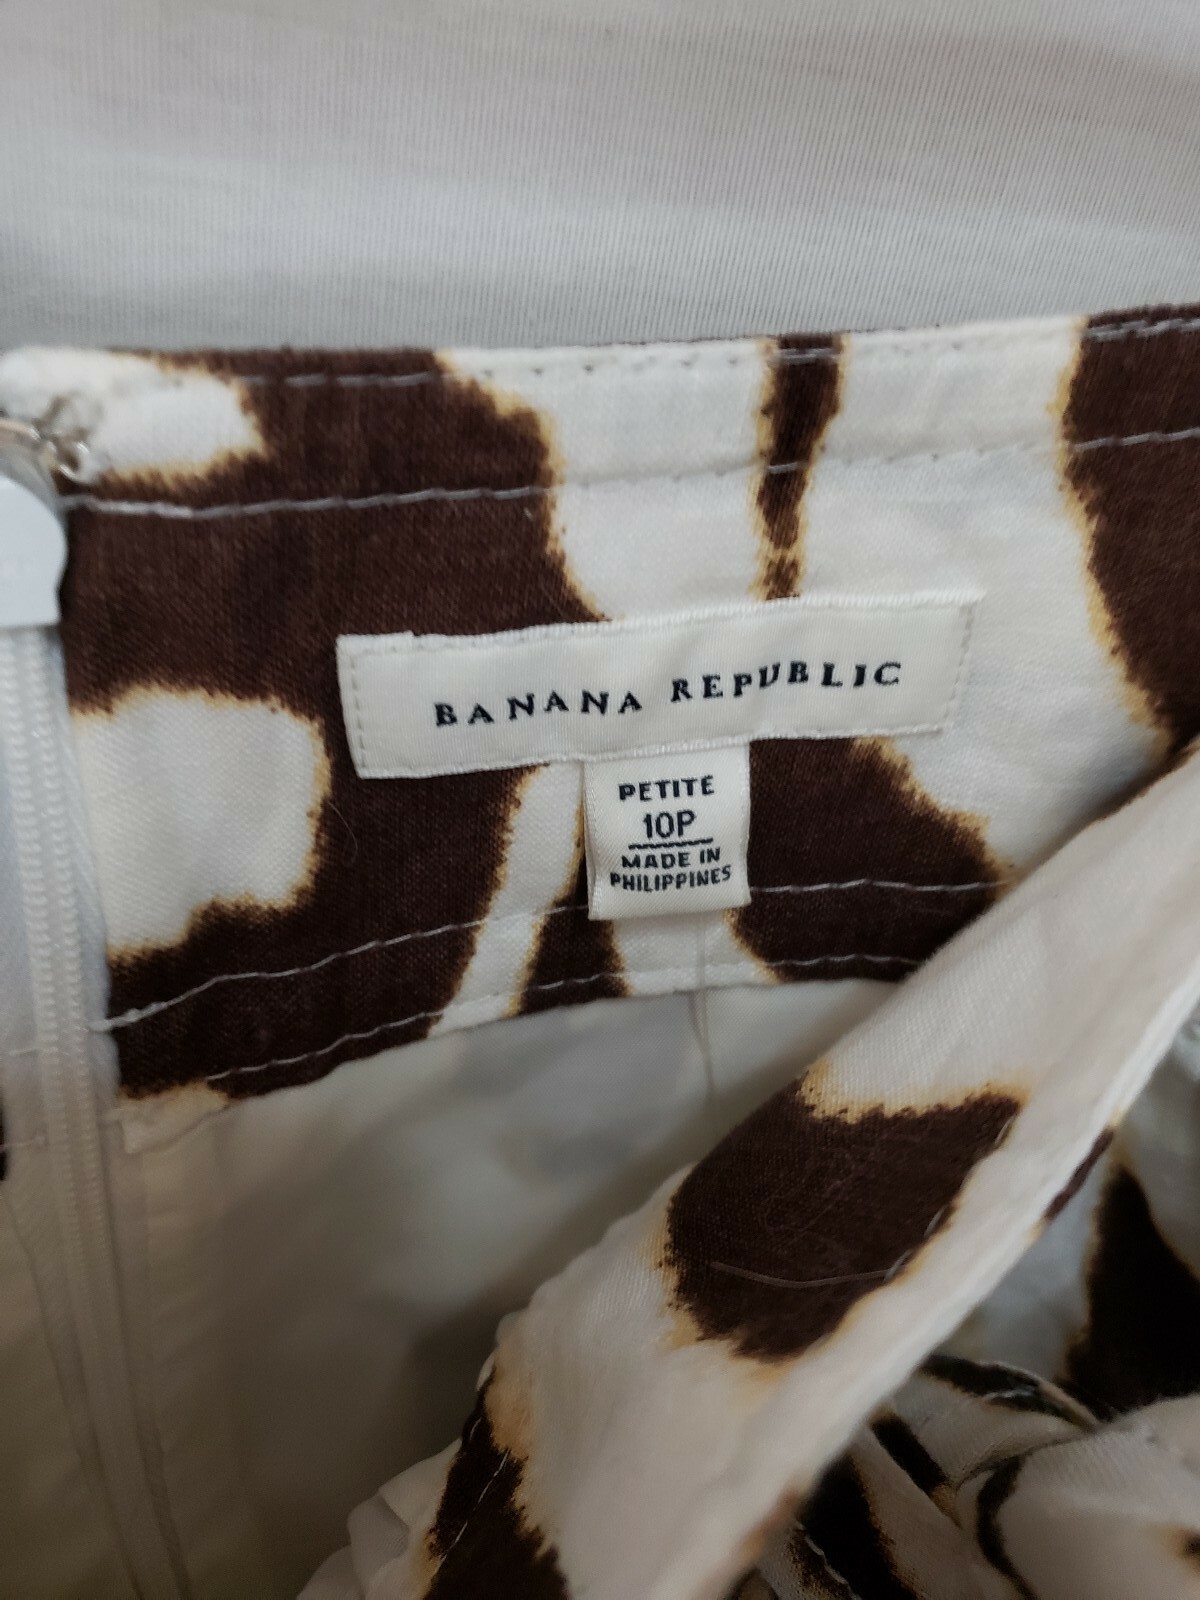 BANANA REPUBLIC
PETITE
10P
MADE IN
PHILIPPINES